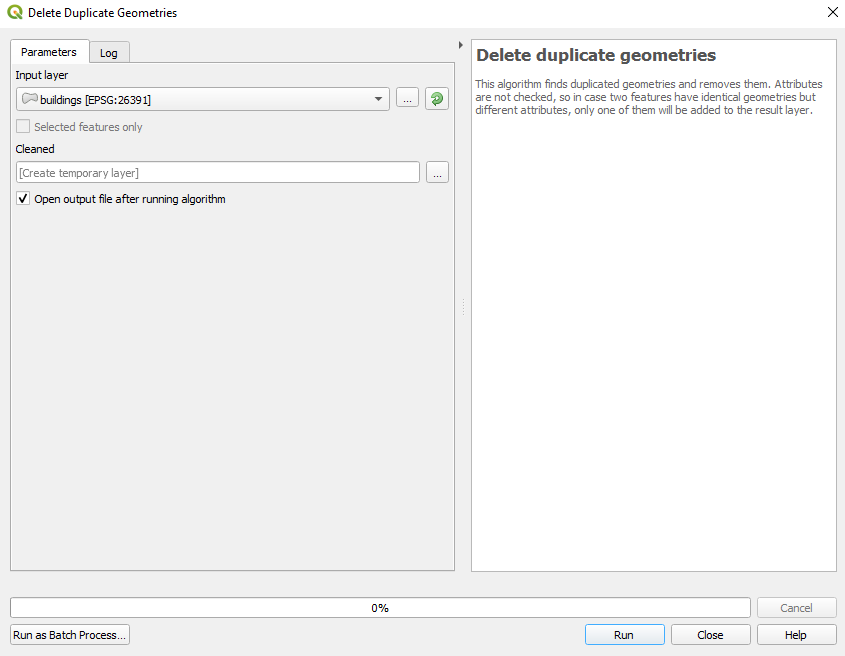 Delete Duplicate Geometries
Parameters
Log
Input layer
buildings [EPSG:26391]
...
Selected features only
Cleaned
[Create temporary layer]
...
Open output file after running algorithm
Delete duplicate geometries
This algorithm finds duplicated geometries and removes them. Attributes
are not checked, so in case two features have identical geometries but
different attributes, only one of them will be added to the result layer.
0%
Cancel
Run as Batch Process...
Run
Close
Help